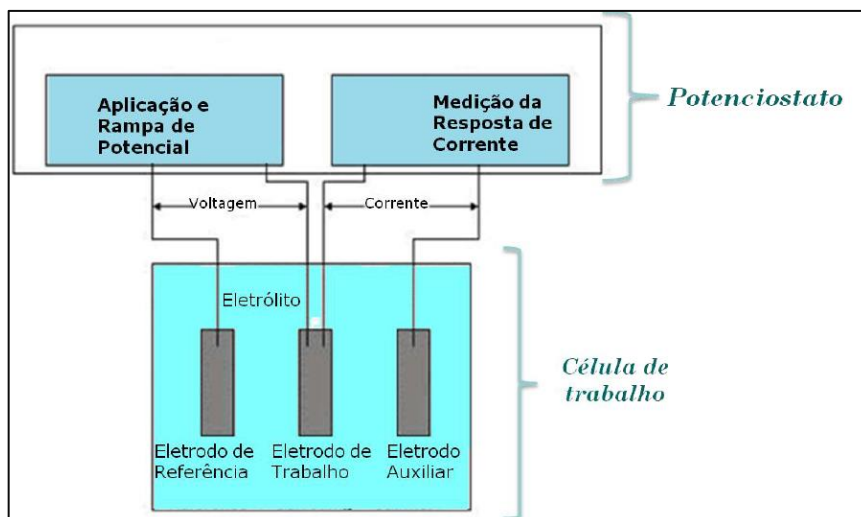 Aplicação e
Rampa de
Potencial
Medição da
Resposta de
Corrente
Potenciostato
Voltagem
Corrente
Eletrólito
Célula de
trabalho
Eletrodo de
Referência
Eletrodo de
Trabalho
Eletrodo
Auxiliar